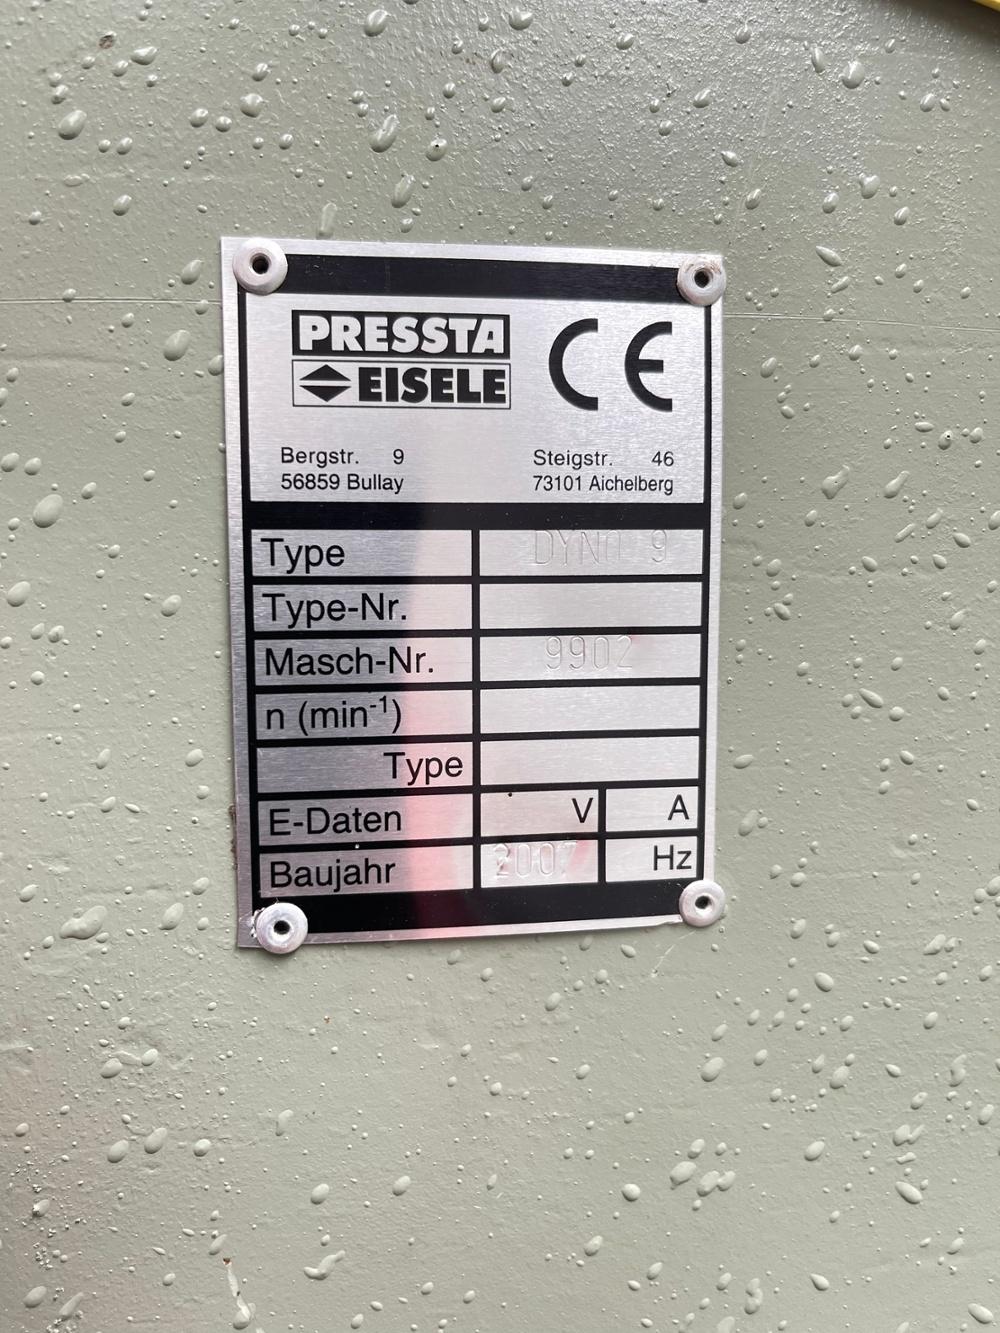 PRESSTA
EISELE
CE
Bergstr. 9
56859 Bullay
Steigstr. 46
73101 Aichelberg
Type DYNO 9
Type-Nr.
Masch-Nr. 9902
n (min⁻¹)
Type
E-Daten V A
Baujahr 2007 Hz